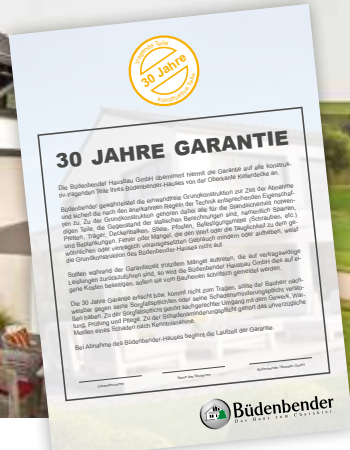 tragende Teile
30 Jahre
konstruktive Teile
30 JAHRE GARANTIE
Die Büdenbender Hausbau GmbH übernimmt hiermit die Garantie auf alle konstruk-
tiv-tragenden Teile Ihres Büdenbender-Hauses von der Oberkante Kellerdecke an.
Büdenbender gewährleistet die einwandfreie Grundkonstruktion zur Zeit der Abnahme
und sichert die nach den anerkannten Regeln der Technik entsprechenden Eigenschaf-
ten zu. Zu der Grundkonstruktion gehören dabei alle für die Standsicherheit notwen-
digen Teile, die Gegenstand der statischen Berechnungen sind, namentlich Sparren,
Pfetten, Träger, Deckenbalken, Stiele, Pfosten, Befestigungsmittel (Schrauben, etc.)
und Beplankungen. Fehler oder Mängel, die den Wert oder die Tauglichkeit zu dem ge-
wöhnlichen oder vertraglich vorausgesetzten Gebrauch mindern oder aufheben, weist
die Grundkonstruktion des Büdenbender-Hauses nicht auf.
Sollten während der Garantiezeit trotzdem Mängel auftreten, die auf vertragswidrige
Leistungen zurückzuführen sind, so wird die Büdenbender Hausbau GmbH dies auf ei-
gene Kosten beseitigen, sofern sie vom Bauherren schriftlich gemeldet werden.
Die 30 Jahre Garantie erlischt bzw. kommt nicht zum Tragen, sollte der Bauherr nach-
weisbar gegen seine Sorgfaltspflichten oder seine Schadensminderungspflicht versto-
ßen haben. Zu der Sorgfaltspflicht gehört sachgerechter Umgang mit dem Gewerk, War-
tung, Prüfung und Pflege. Zu der Schadensminderungspflicht gehört das unverzügliche
Melden eines Schadens nach Kenntnisnahme.
Bei Abnahme des Büdenbender-Hauses beginnt die Laufzeit der Garantie.
Büdenbender
Das Haus zum Charakter.